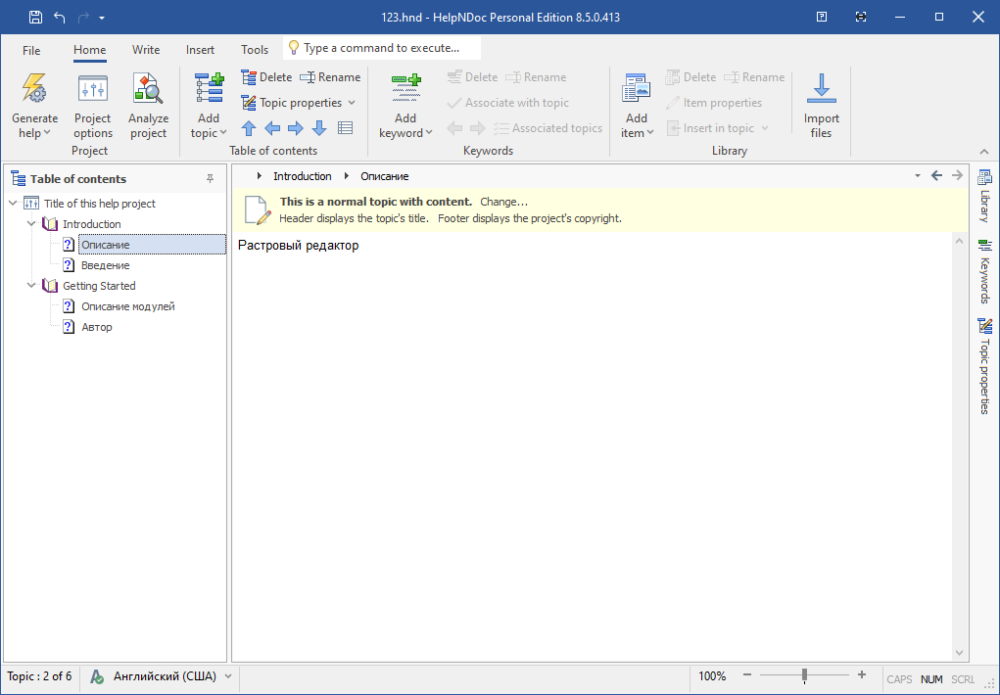 123.hnd - HelpNDoc Personal Edition 8.5.0.413
File Home Write Insert Tools Type a command to execute...
Generate help
Project options
Analyze project
Project
Add topic
Delete Rename
Topic properties
Table of contents
Add keyword
Delete Rename
Associate with topic
Associated topics
Keywords
Add item
Delete Rename
Item properties
Insert in topic
Library
Import files
Table of contents
Title of this help project
Introduction
Описание
Введение
Getting Started
Описание модулей
Автор
Introduction Описание
This is a normal topic with content. Change...
Header displays the topic's title. Footer displays the project's copyright.
Растровый редактор
Library
Keywords
Topic properties
Topic : 2 of 6 Английский (США) 100% CAPS NUM SCRL